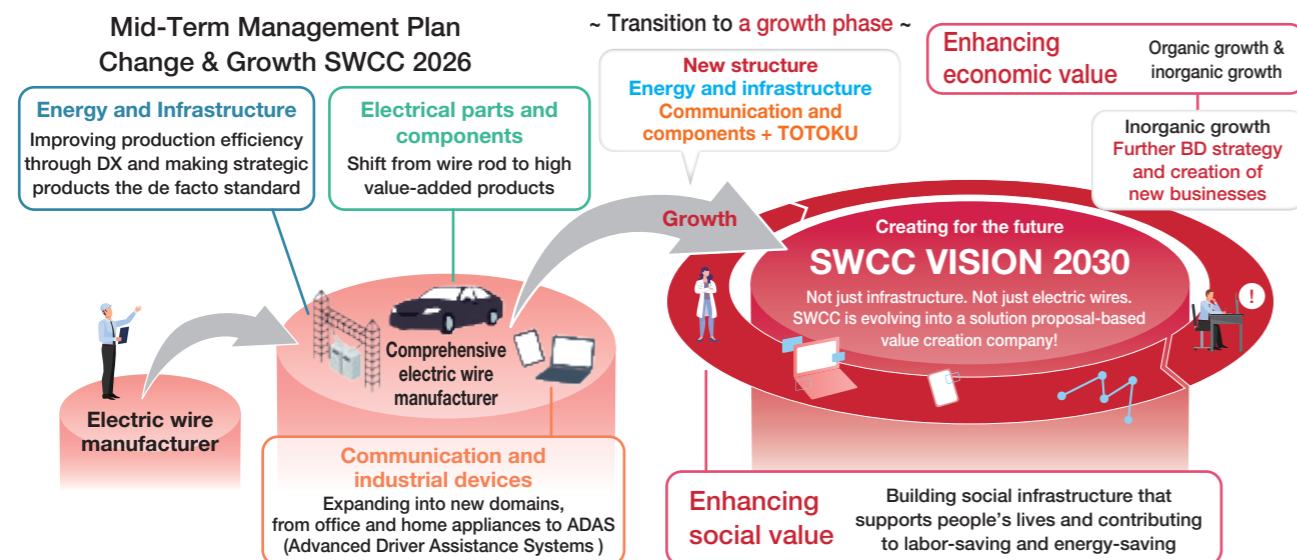 Mid-Term Management Plan
Change & Growth SWCC 2026
~ Transition to a growth phase ~
Energy and Infrastructure
Improving production efficiency
through DX and making strategic
products the de facto standard
Electrical parts and
components
Shift from wire rod to high
value-added products
New structure
Energy and infrastructure
Communication and
components + TOTOKU
Enhancing
economic value
Organic growth &
inorganic growth
Inorganic growth
Further BD strategy
and creation of
new businesses
Growth
Electric wire
manufacturer
Comprehensive
electric wire
manufacturer
Communication and
industrial devices
Expanding into new domains,
from office and home appliances to ADAS
(Advanced Driver Assistance Systems )
Creating for the future
SWCC VISION 2030
Not just infrastructure. Not just electric wires.
SWCC is evolving into a solution proposal-based
value creation company!
!
Enhancing
social value
Building social infrastructure that
supports people's lives and contributing
to labor-saving and energy-saving